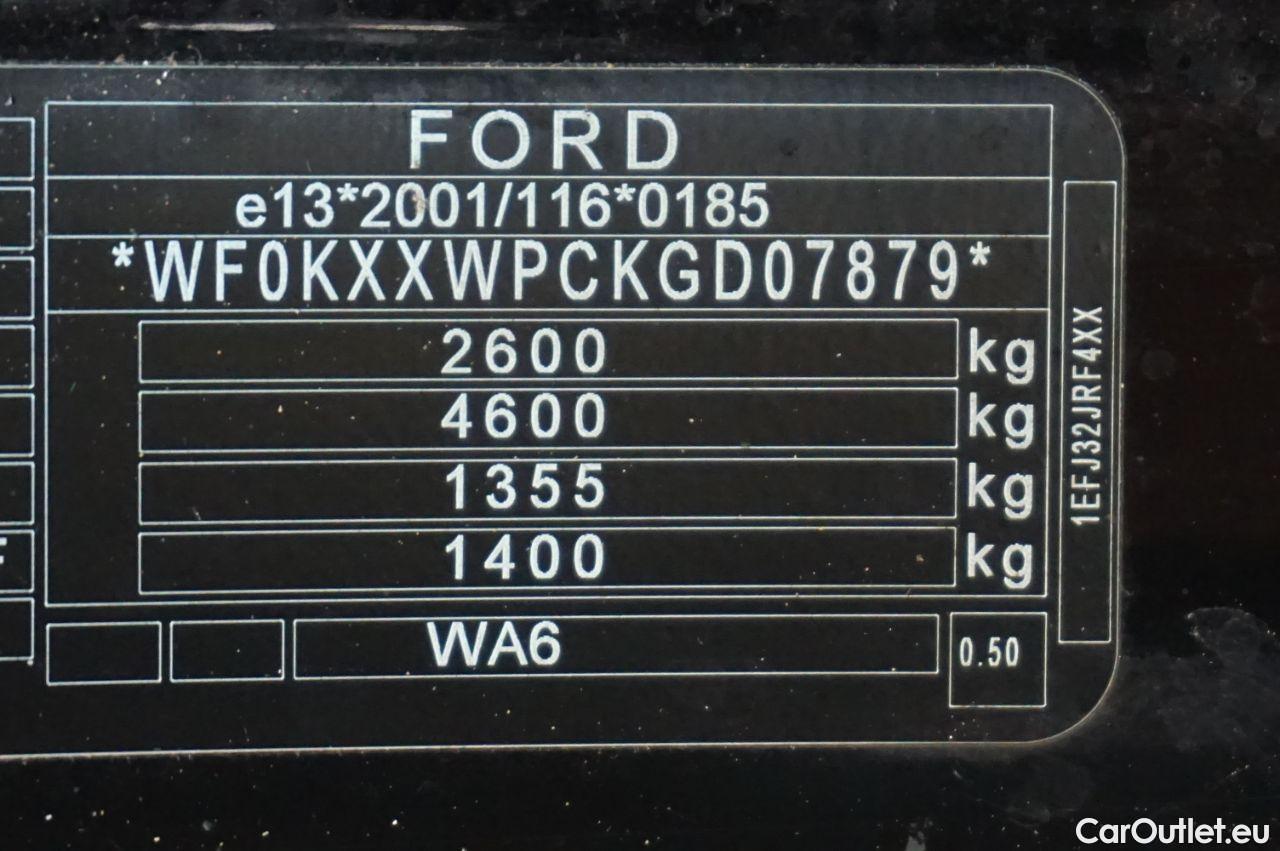 FORD
e13*2001/116*0185
*WF0KXXWPCKGD07879*
2600 kg
4600 kg
1355 kg
1400 kg
WA6
0.50
1EFJ32JRF4XX
F
CarOutlet.eu